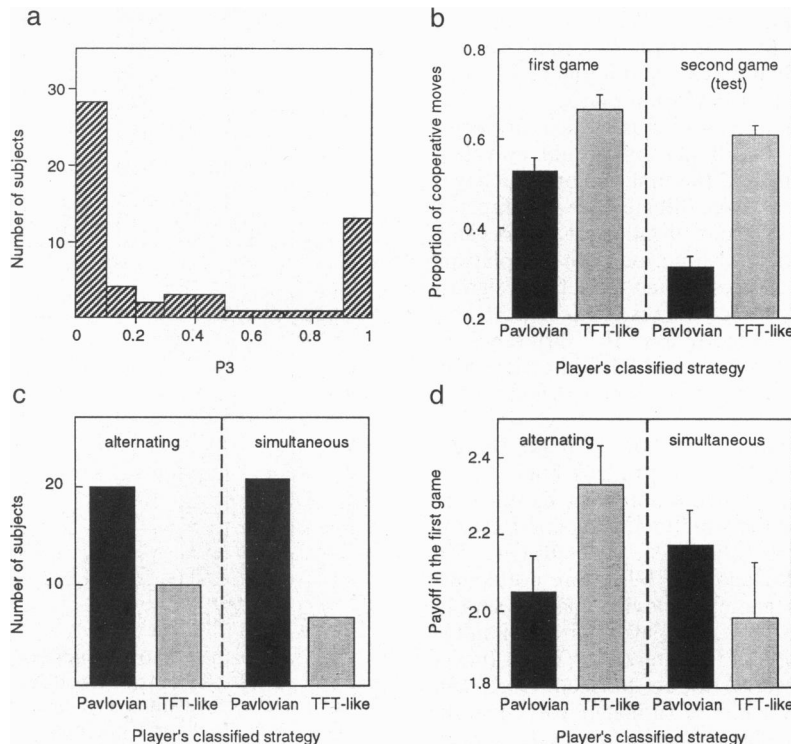 a
Number of subjects
30
20
10
0 0.2 0.4 0.6 0.8 1
P3
b
Proportion of cooperative moves
0.8
0.6
0.4
0.2
first game second game
(test)
Pavlovian TFT-like Pavlovian TFT-like
Player's classified strategy
c
Number of subjects
20
10
alternating simultaneous
Pavlovian TFT-like Pavlovian TFT-like
Player's classified strategy
d
Payoff in the first game
2.4
2.2
2.0
1.8
alternating simultaneous
Pavlovian TFT-like Pavlovian TFT-like
Player's classified strategy